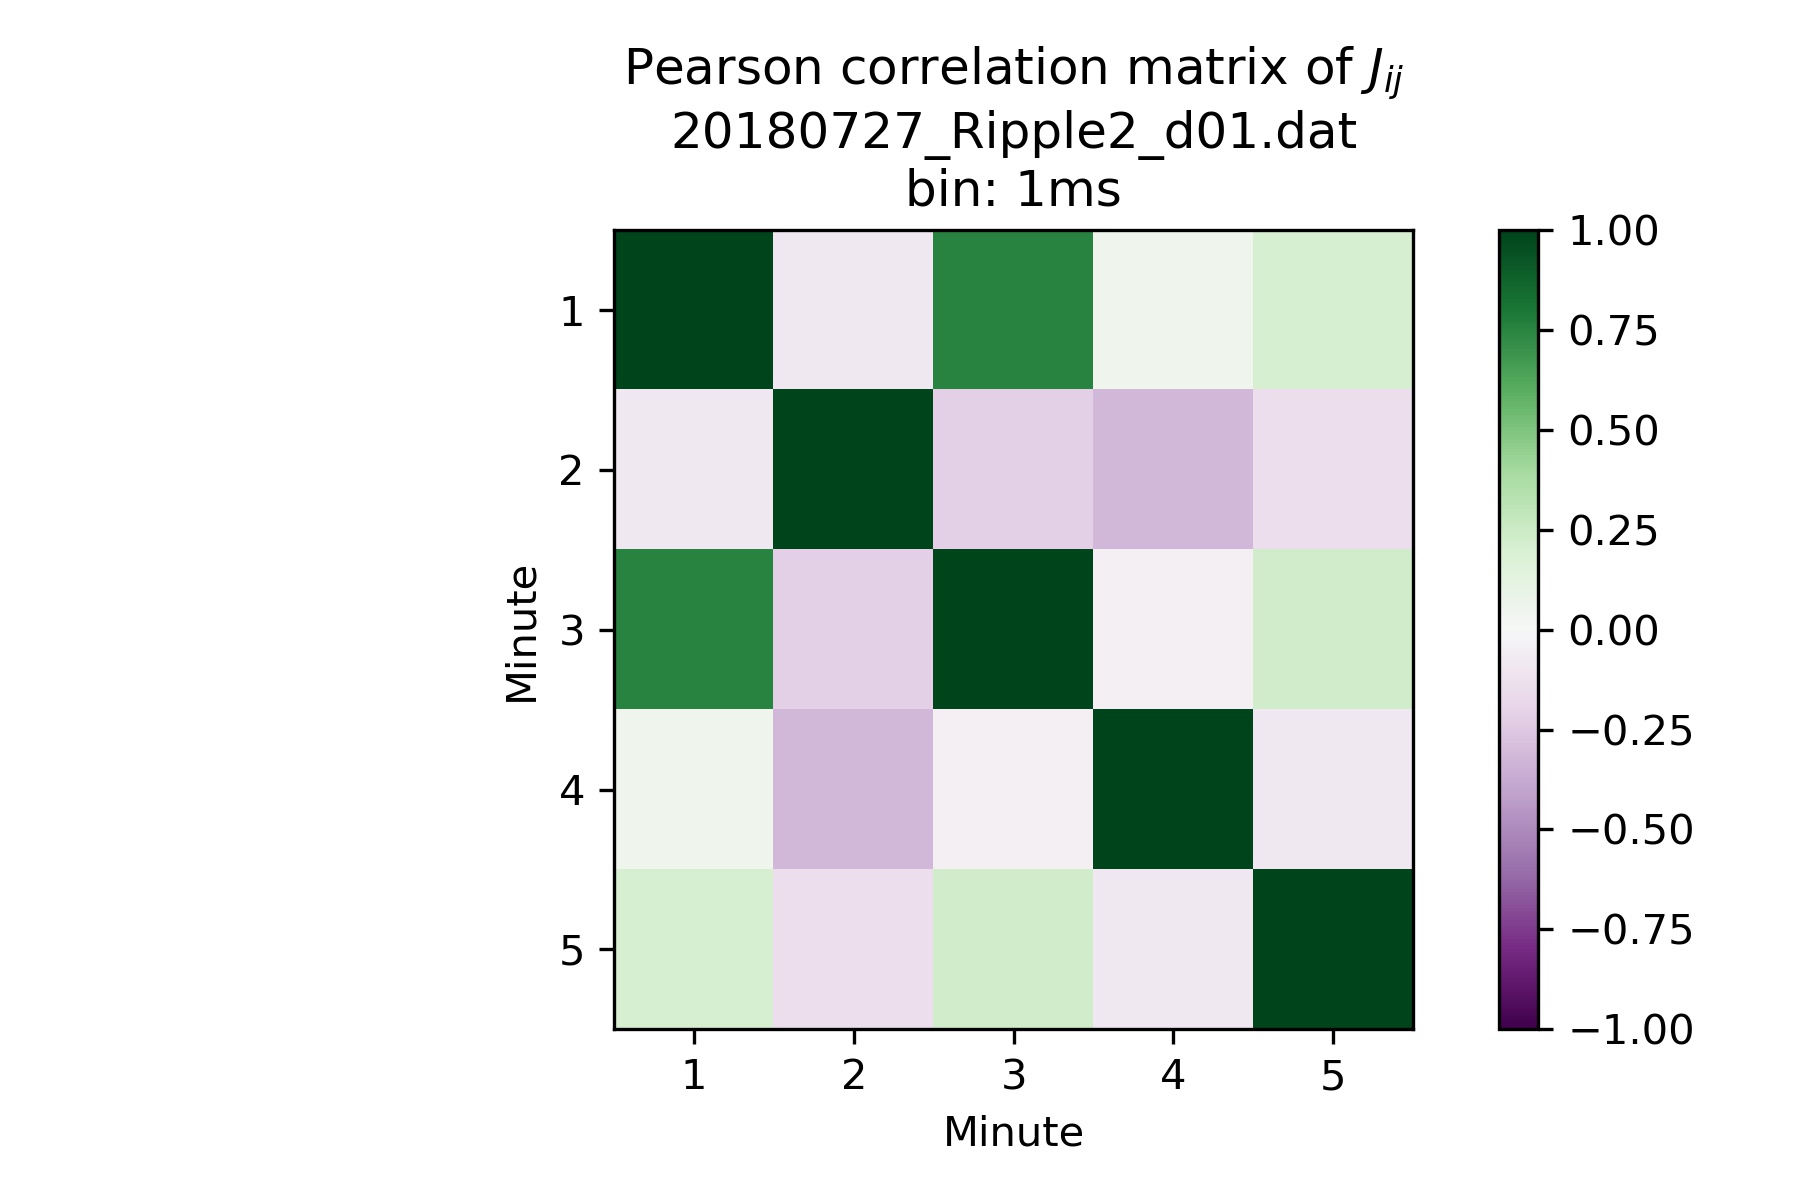 Pearson correlation matrix of J_ij
20180727_Ripple2_d01.dat
bin: 1ms
1
2
3
4
5
Minute
1 2 3 4 5
Minute
1.00
0.75
0.50
0.25
0.00
−0.25
−0.50
−0.75
−1.00